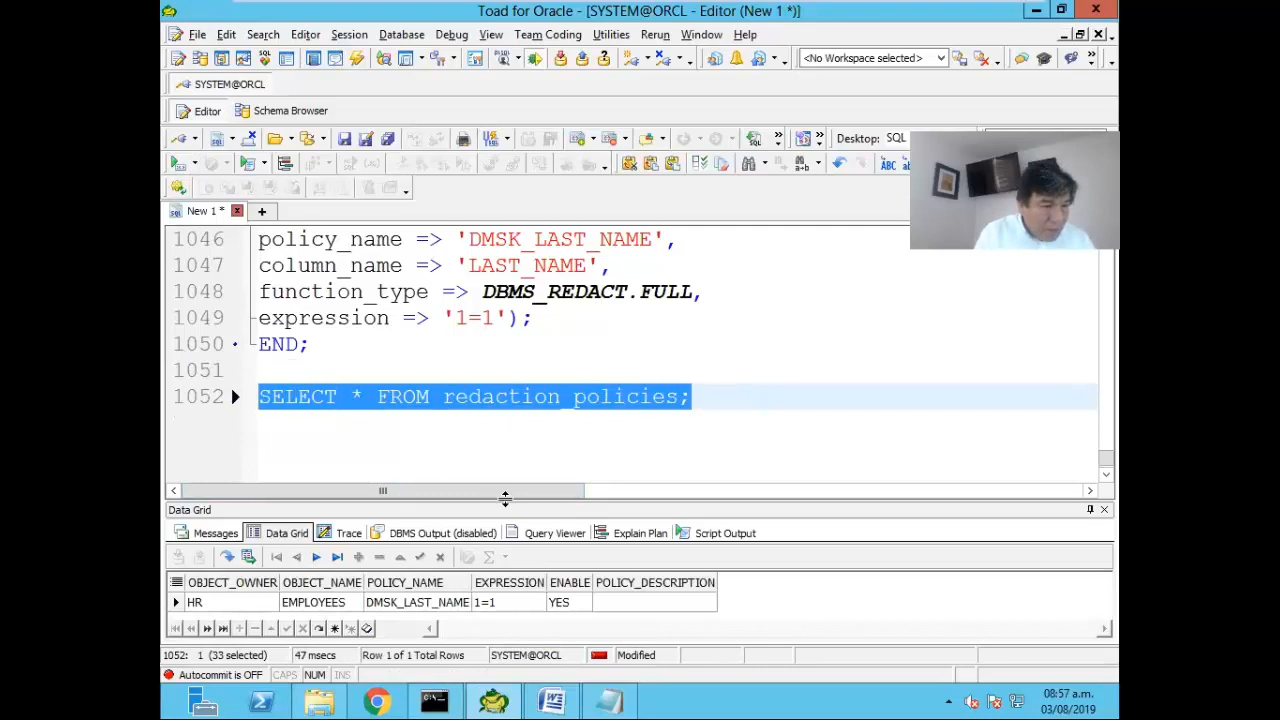 Toad for Oracle - [SYSTEM@ORCL - Editor (New 1 *)]
File Edit Search Editor Session Database Debug View Team Coding Utilities Rerun Window Help
<No Workspace selected>
SYSTEM@ORCL
Editor Schema Browser
Desktop: SQL
New 1 *
1046 policy_name => 'DMSK_LAST_NAME',
1047 column_name => 'LAST_NAME',
1048 function_type => DBMS_REDACT.FULL,
1049 expression => '1=1');
1050 END;
1051
1052 SELECT * FROM redaction_policies;
Data Grid
Messages Data Grid Trace DBMS Output (disabled) Query Viewer Explain Plan Script Output
OBJECT_OWNER OBJECT_NAME POLICY_NAME EXPRESSION ENABLE POLICY_DESCRIPTION
HR EMPLOYEES DMSK_LAST_NAME 1=1 YES
1052: 1 (33 selected) 47 msecs Row 1 of 1 Total Rows SYSTEM@ORCL Modified
Autocommit is OFF CAPS NUM INS
08:57 a.m.
03/08/2019